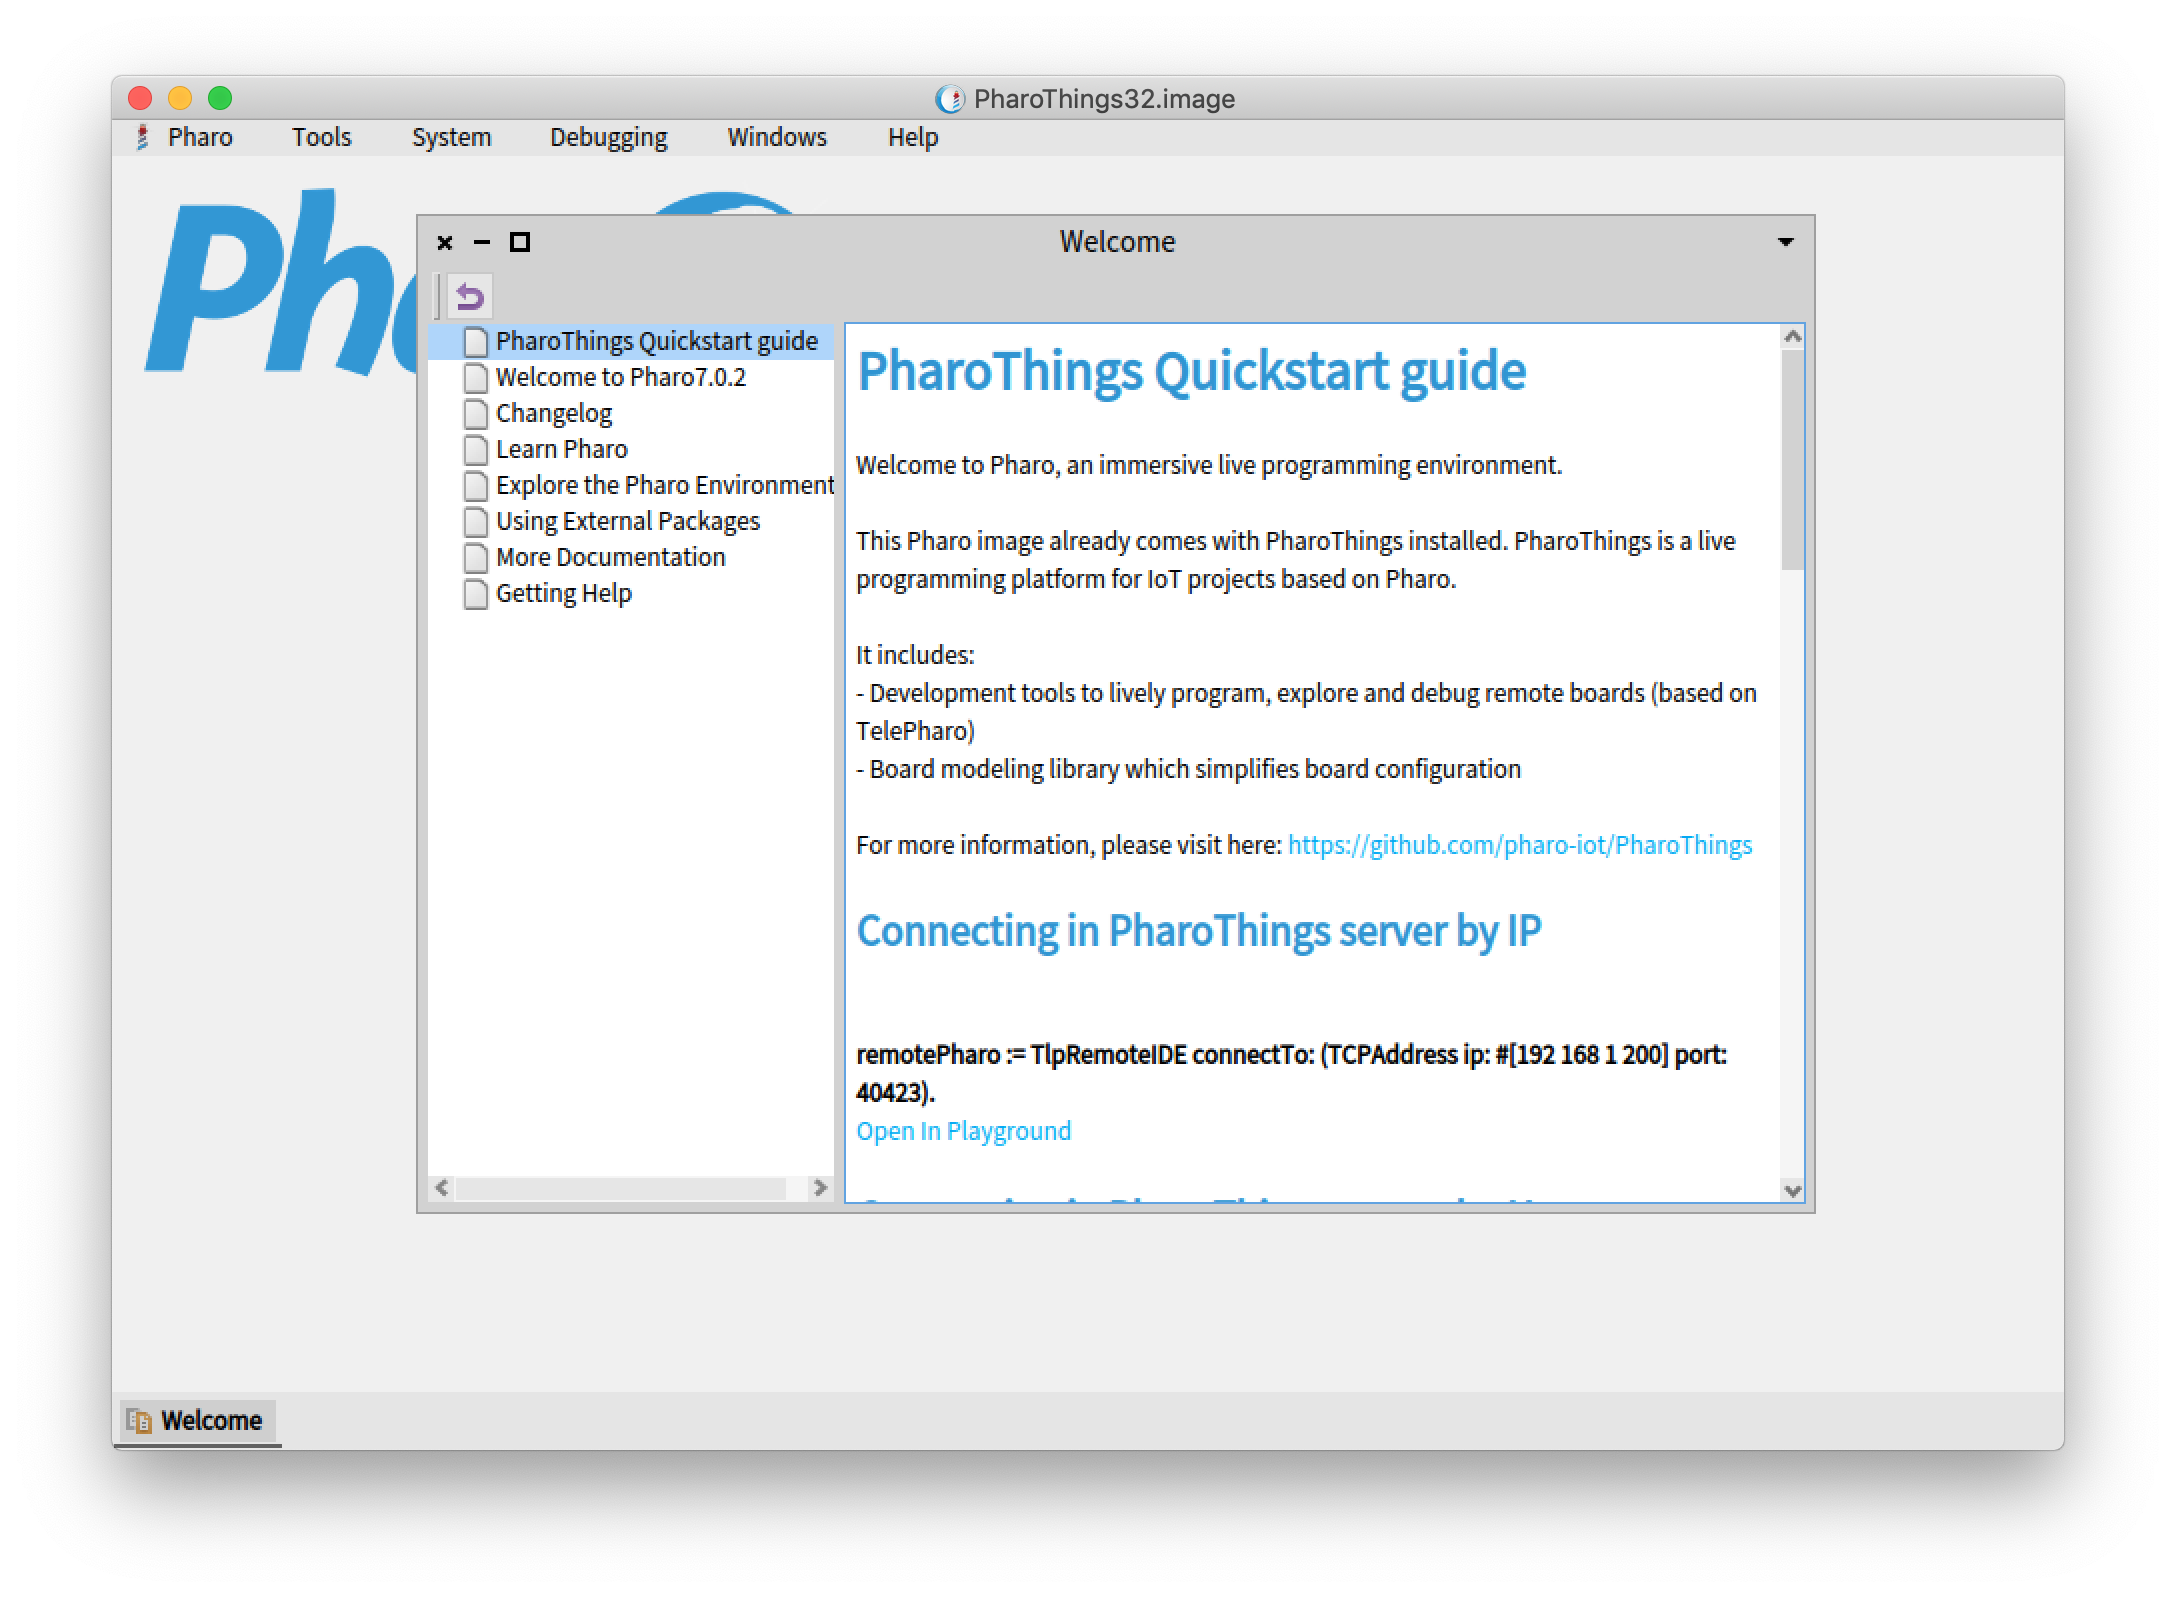 PharoThings32.image
Pharo Tools System Debugging Windows Help
Welcome
PharoThings Quickstart guide
Welcome to Pharo7.0.2
Changelog
Learn Pharo
Explore the Pharo Environment
Using External Packages
More Documentation
Getting Help
PharoThings Quickstart guide
Welcome to Pharo, an immersive live programming environment.
This Pharo image already comes with PharoThings installed. PharoThings is a live
programming platform for IoT projects based on Pharo.
It includes:
- Development tools to lively program, explore and debug remote boards (based on
TelePharo)
- Board modeling library which simplifies board configuration
For more information, please visit here: https://github.com/pharo-iot/PharoThings
Connecting in PharoThings server by IP
remotePharo := TlpRemoteIDE connectTo: (TCPAddress ip: #[192 168 1 200] port:
40423).
Open In Playground
Welcome